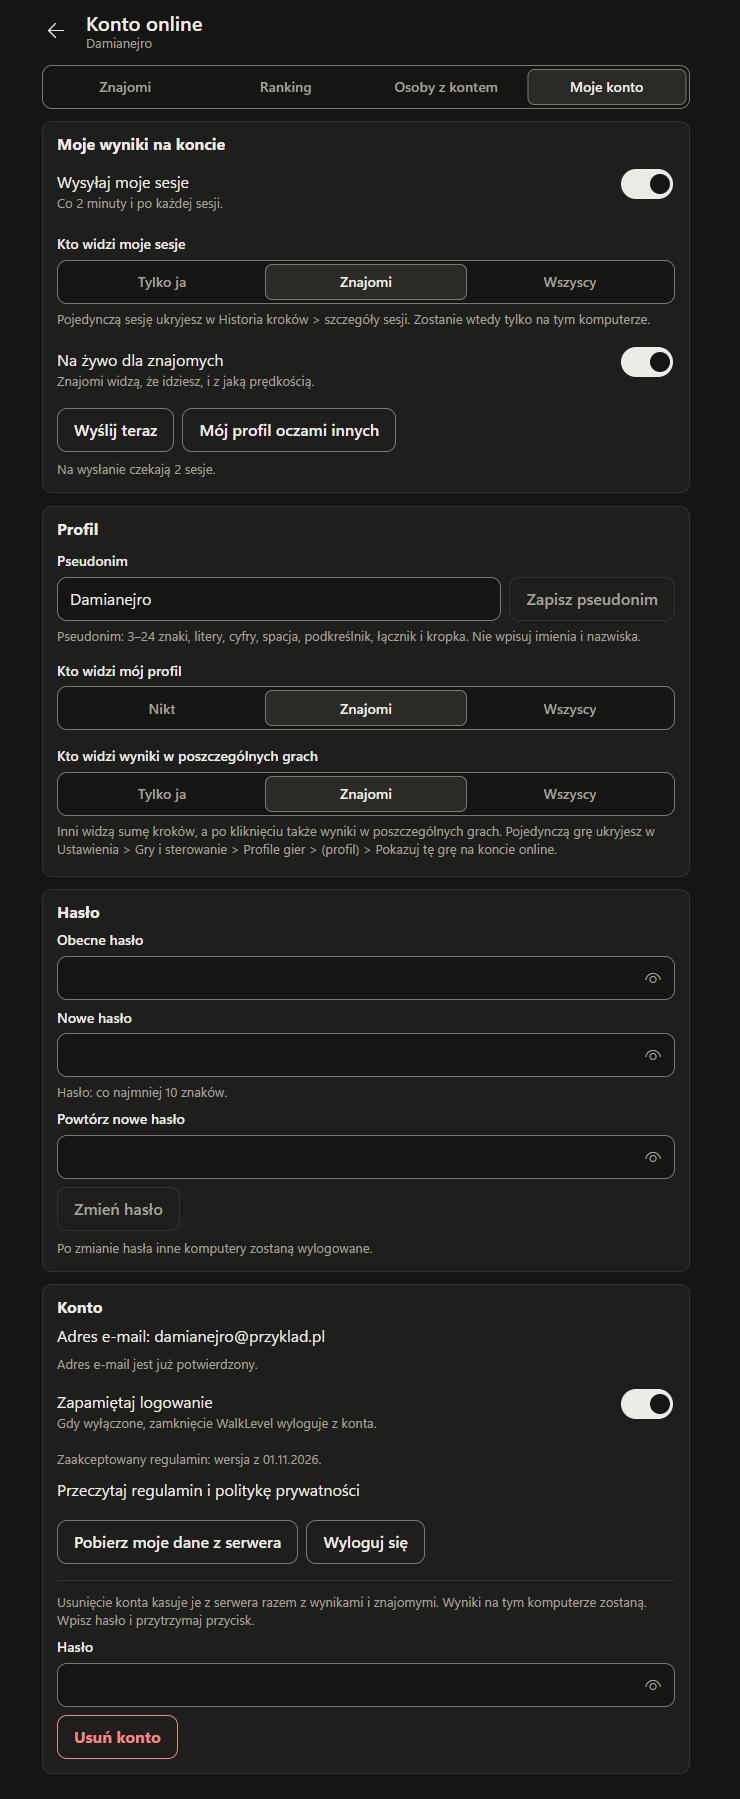 Konto online
Damianejro
Znajomi
Ranking
Osoby z kontem
Moje konto
Moje wyniki na koncie
Wysyłaj moje sesje
Co 2 minuty i po każdej sesji.
Kto widzi moje sesje
Tylko ja
Znajomi
Wszyscy
Pojedynczą sesję ukryjesz w Historia kroków > szczegóły sesji. Zostanie wtedy tylko na tym komputerze.
Na żywo dla znajomych
Znajomi widzą, że idziesz, i z jaką prędkością.
Wyślij teraz
Mój profil oczami innych
Na wysłanie czekają 2 sesje.
Profil
Pseudonim
Damianejro
Zapisz pseudonim
Pseudonim: 3–24 znaki, litery, cyfry, spacja, podkreślnik, łącznik i kropka. Nie wpisuj imienia i nazwiska.
Kto widzi mój profil
Nikt
Znajomi
Wszyscy
Kto widzi wyniki w poszczególnych grach
Tylko ja
Znajomi
Wszyscy
Inni widzą sumę kroków, a po kliknięciu także wyniki w poszczególnych grach. Pojedynczą grę ukryjesz w
Ustawienia > Gry i sterowanie > Profile gier > (profil) > Pokazuj tę grę na koncie online.
Hasło
Obecne hasło
Nowe hasło
Hasło: co najmniej 10 znaków.
Powtórz nowe hasło
Zmień hasło
Po zmianie hasła inne komputery zostaną wylogowane.
Konto
Adres e-mail: damianejro@przyklad.pl
Adres e-mail jest już potwierdzony.
Zapamiętaj logowanie
Gdy wyłączone, zamknięcie WalkLevel wyloguje z konta.
Zaakceptowany regulamin: wersja z 01.11.2026.
Przeczytaj regulamin i politykę prywatności
Pobierz moje dane z serwera
Wyloguj się
Usunięcie konta kasuje je z serwera razem z wynikami i znajomymi. Wyniki na tym komputerze zostaną.
Wpisz hasło i przytrzymaj przycisk.
Hasło
Usuń konto